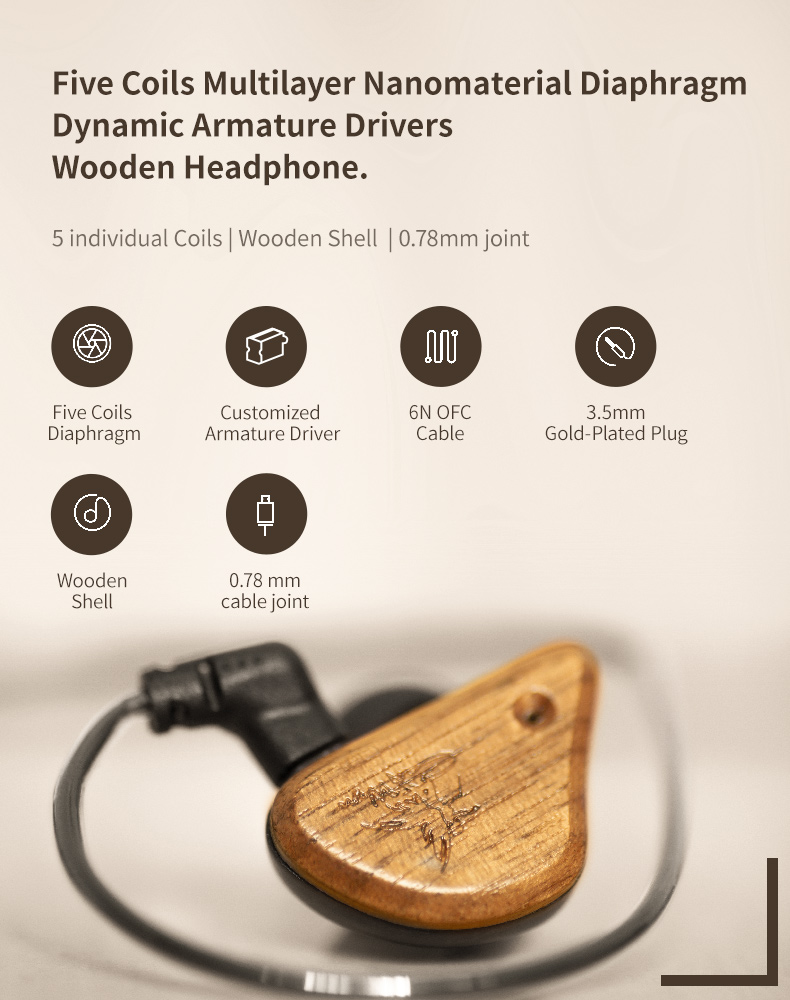 Five Coils Multilayer Nanomaterial Diaphragm
Dynamic Armature Drivers
Wooden Headphone.
5 individual Coils | Wooden Shell | 0.78mm joint
Five Coils
Diaphragm
Customized
Armature Driver
6N OFC
Cable
3.5mm
Gold-Plated Plug
Wooden
Shell
0.78 mm
cable joint